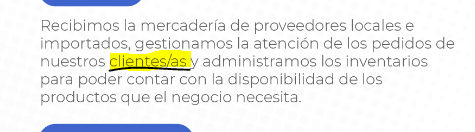 Recibimos la mercadería de proveedores locales e
importados, gestionamos la atención de los pedidos de
nuestros clientes/as y administramos los inventarios
para poder contar con la disponibilidad de los
productos que el negocio necesita.